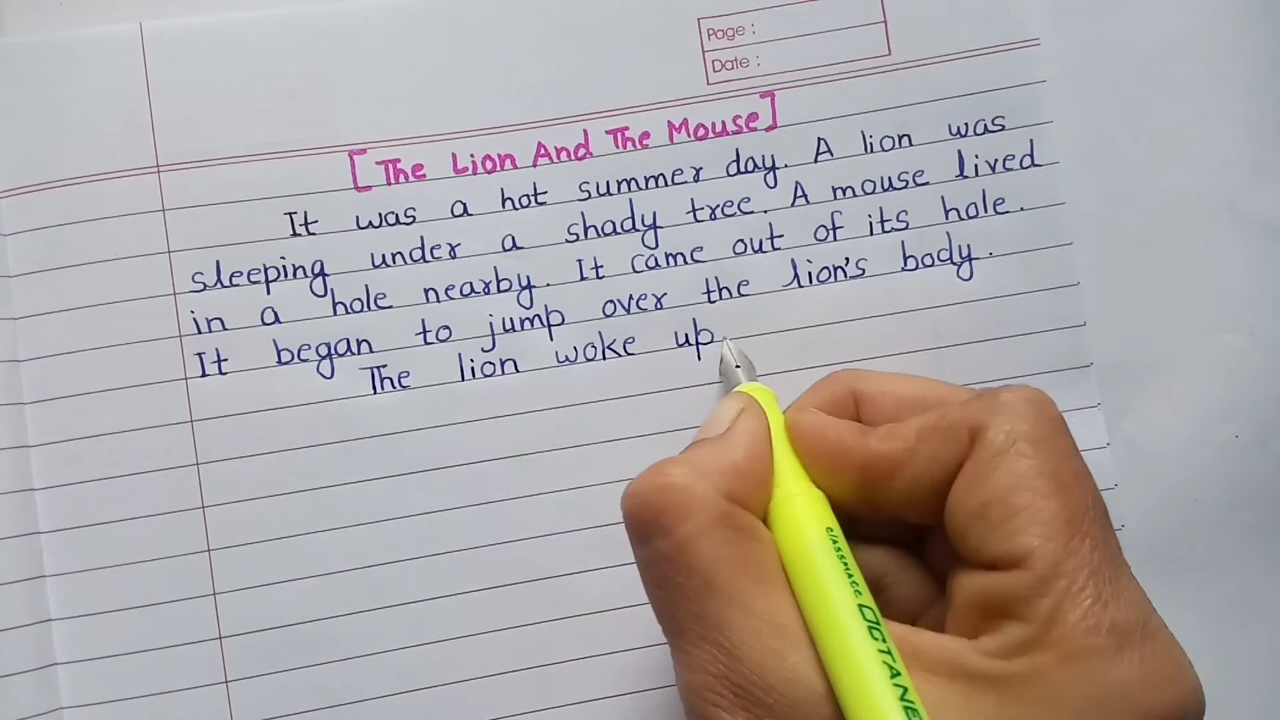 Page :
Date :
[The Lion And The Mouse]
It was a hot summer day. A lion was
sleeping under a shady tree. A mouse lived
in a hole nearby. It came out of its hole.
It began to jump over the lion's body.
The lion woke up.
CLASSMATE OCTANE